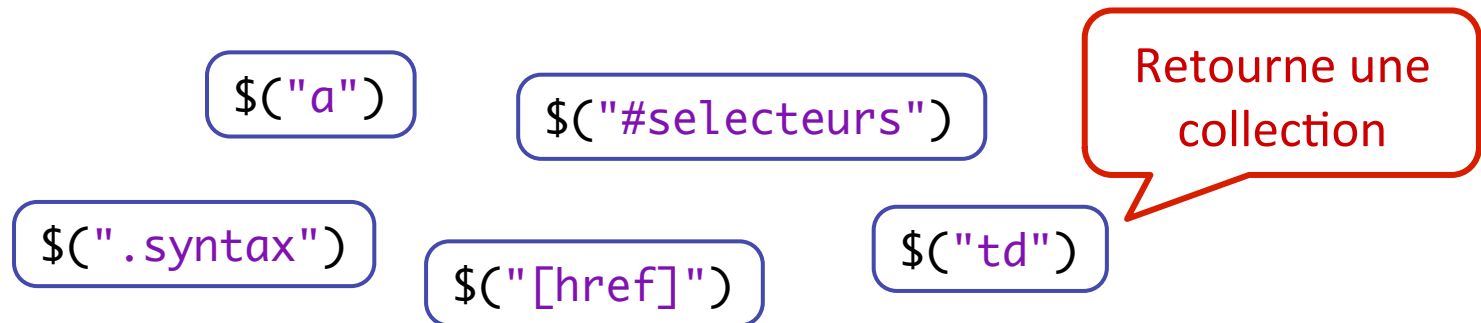 $("a")
$("#selecteurs")
Retourne une
collection
$(".syntax")
$("[href]")
$("td")